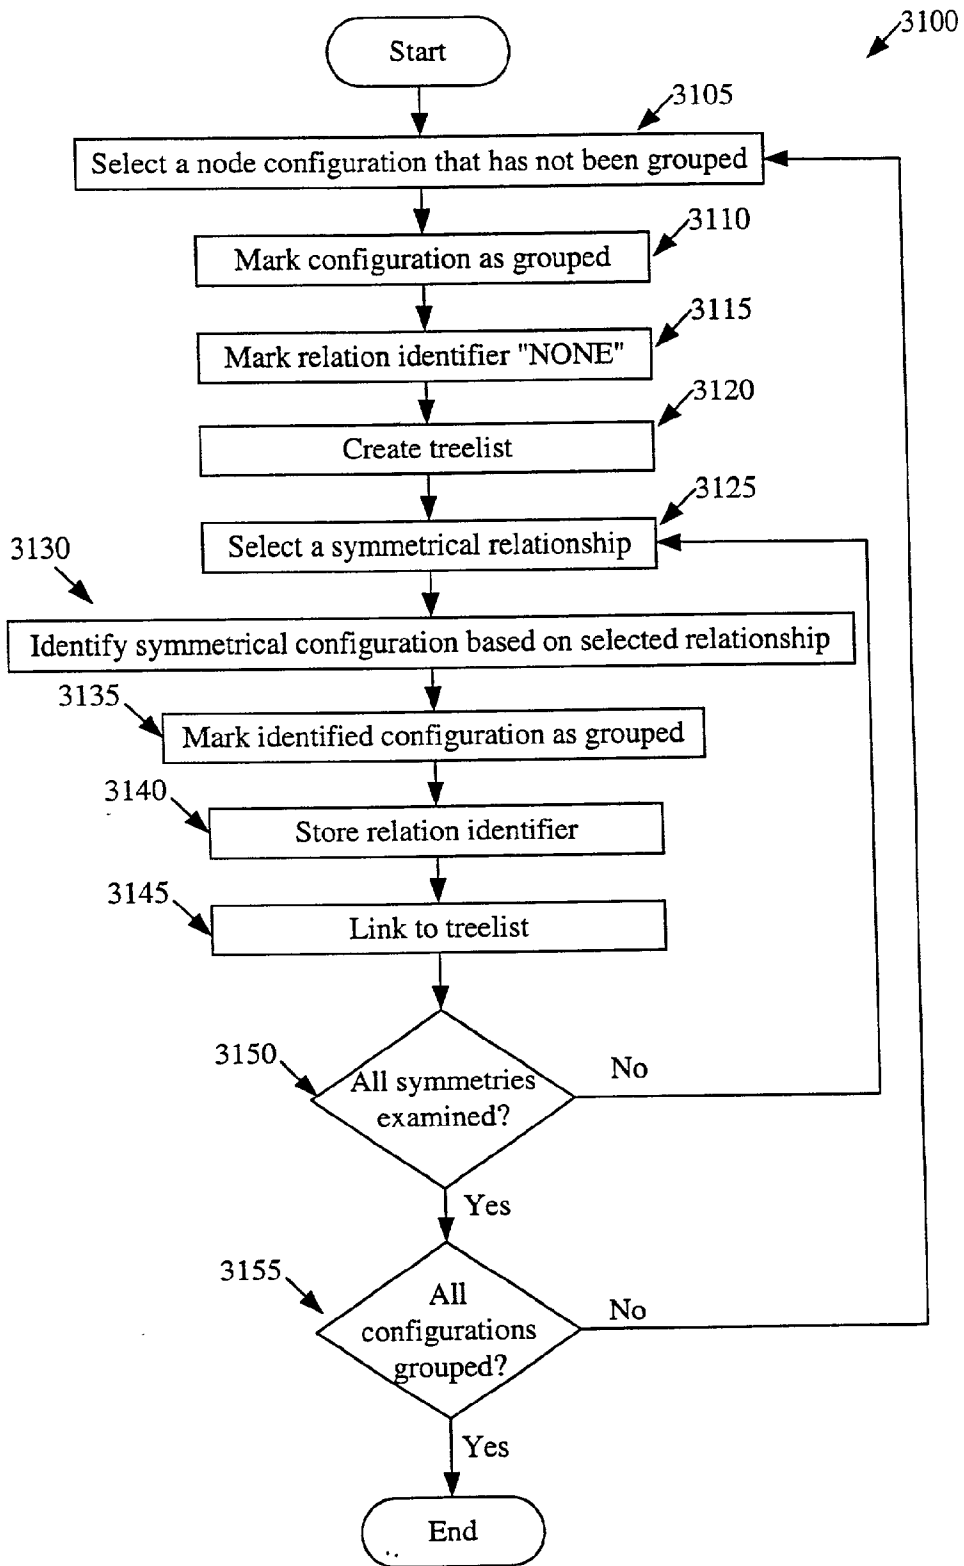 3100
Start
3105
Select a node configuration that has not been grouped
3110
Mark configuration as grouped
3115
Mark relation identifier "NONE"
3120
Create treelist
3125
Select a symmetrical relationship
3130
Identify symmetrical configuration based on selected relationship
3135
Mark identified configuration as grouped
3140
Store relation identifier
3145
Link to treelist
3150
All symmetries
examined?
No
Yes
3155
All
configurations
grouped?
No
Yes
End